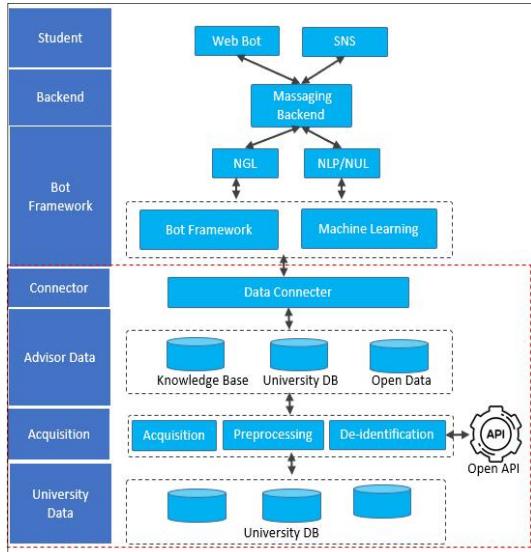 Student
Web Bot
SNS
Backend
Massaging
Backend
Bot
Framework
NGL
NLP/NUL
Bot Framework
Machine Learning
Connector
Data Connecter
Advisor Data
Knowledge Base
University DB
Open Data
Acquisition
Acquisition
Preprocessing
De-identification
API
Open API
University
Data
University DB